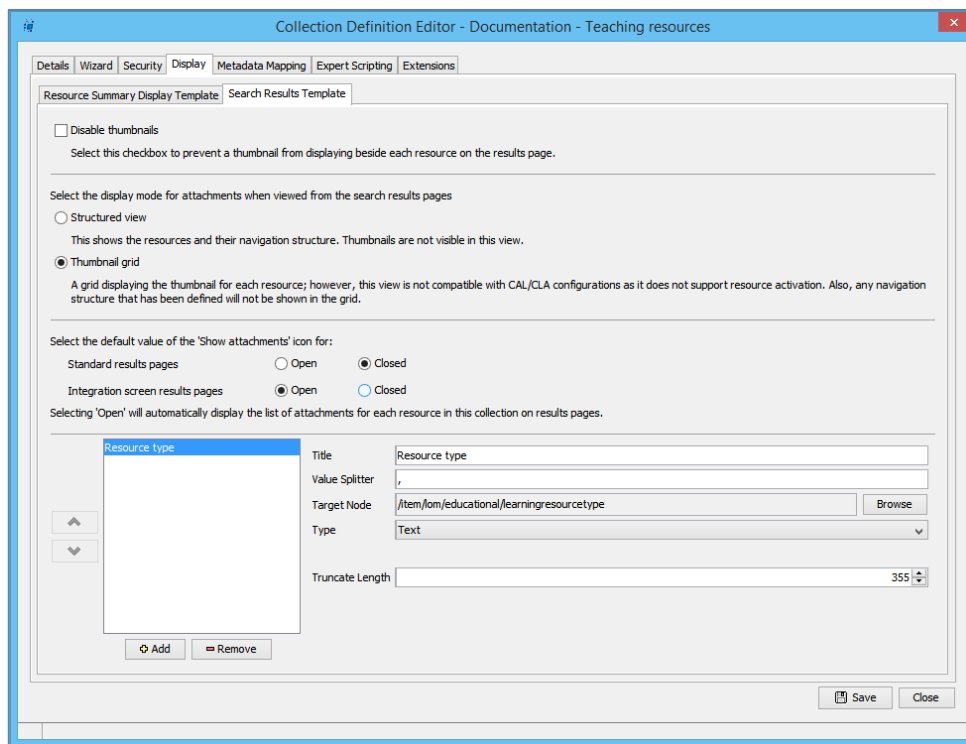 Collection Definition Editor - Documentation - Teaching resources
Details Wizard Security Display Metadata Mapping Expert Scripting Extensions
Resource Summary Display Template Search Results Template
Disable thumbnails
Select this checkbox to prevent a thumbnail from displaying beside each resource on the results page.
Select the display mode for attachments when viewed from the search results pages
Structured view
This shows the resources and their navigation structure. Thumbnails are not visible in this view.
Thumbnail grid
A grid displaying the thumbnail for each resource; however, this view is not compatible with CAL/CLA configurations as it does not support resource activation. Also, any navigation
structure that has been defined will not be shown in the grid.
Select the default value of the 'Show attachments' icon for:
Standard results pages Open Closed
Integration screen results pages Open Closed
Selecting 'Open' will automatically display the list of attachments for each resource in this collection on results pages.
Resource type
Title Resource type
Value Splitter ,
Target Node /item/lom/educational/learningresourcetype Browse
Type Text
Truncate Length 355
Add Remove
Save Close